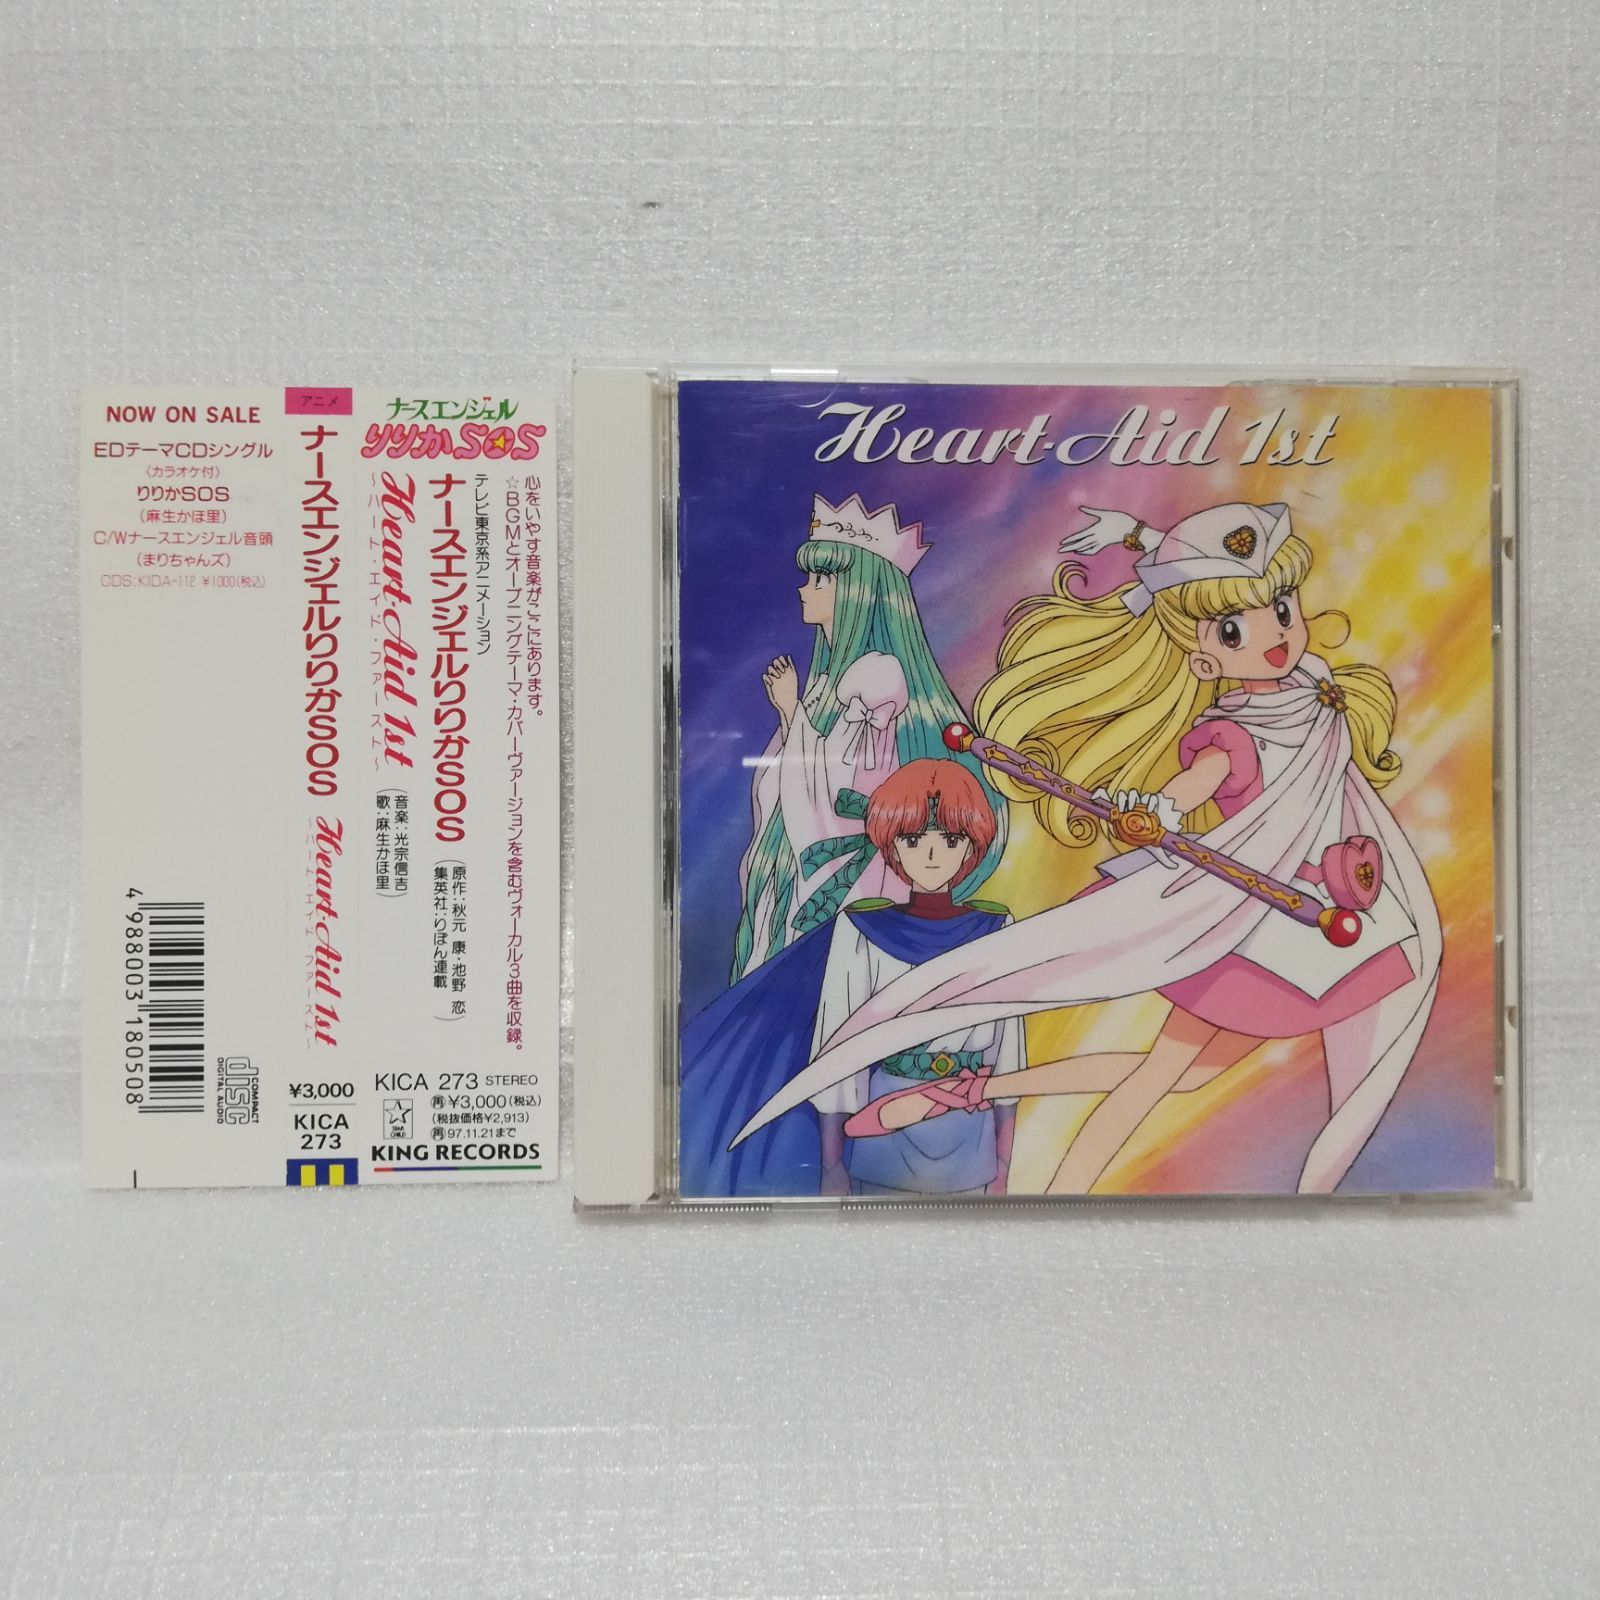 NOW ON SALE
EDテーマCDシングル
(カラオケ付)
りりかSOS
(麻生かほ里)
C/Wナースエンジェル音頭
(まりちゃんズ)
CDS:KIDA-112 ¥1000(税込)
4 988003 180508
COMPACT
disc
DIGITAL AUDIO
アニメ
ナースエンジェルりりかSOS
Heart-Aid 1st
~ハート・エイド・ファースト~
¥3,000
KICA
273
ナースエンジェル
りりかSOS
心をいやす音楽がここにあります。
☆BGMとオープニングテーマ・カバーヴァージョンを含むヴォーカル3曲を収録。
テレビ東京系アニメーション
ナースエンジェルりりかSOS
(原作:秋元 康・池野 恋
集英社:りぼん連載)
Heart-Aid 1st
~ハート・エイド・ファースト~
(音楽:光宗信吉
歌:麻生かほ里)
KICA 273 STEREO
再¥3,000(税込)
(税抜価格¥2,913)
再97.11.21まで
STAR
CHILD
KING RECORDS
Heart-Aid 1st